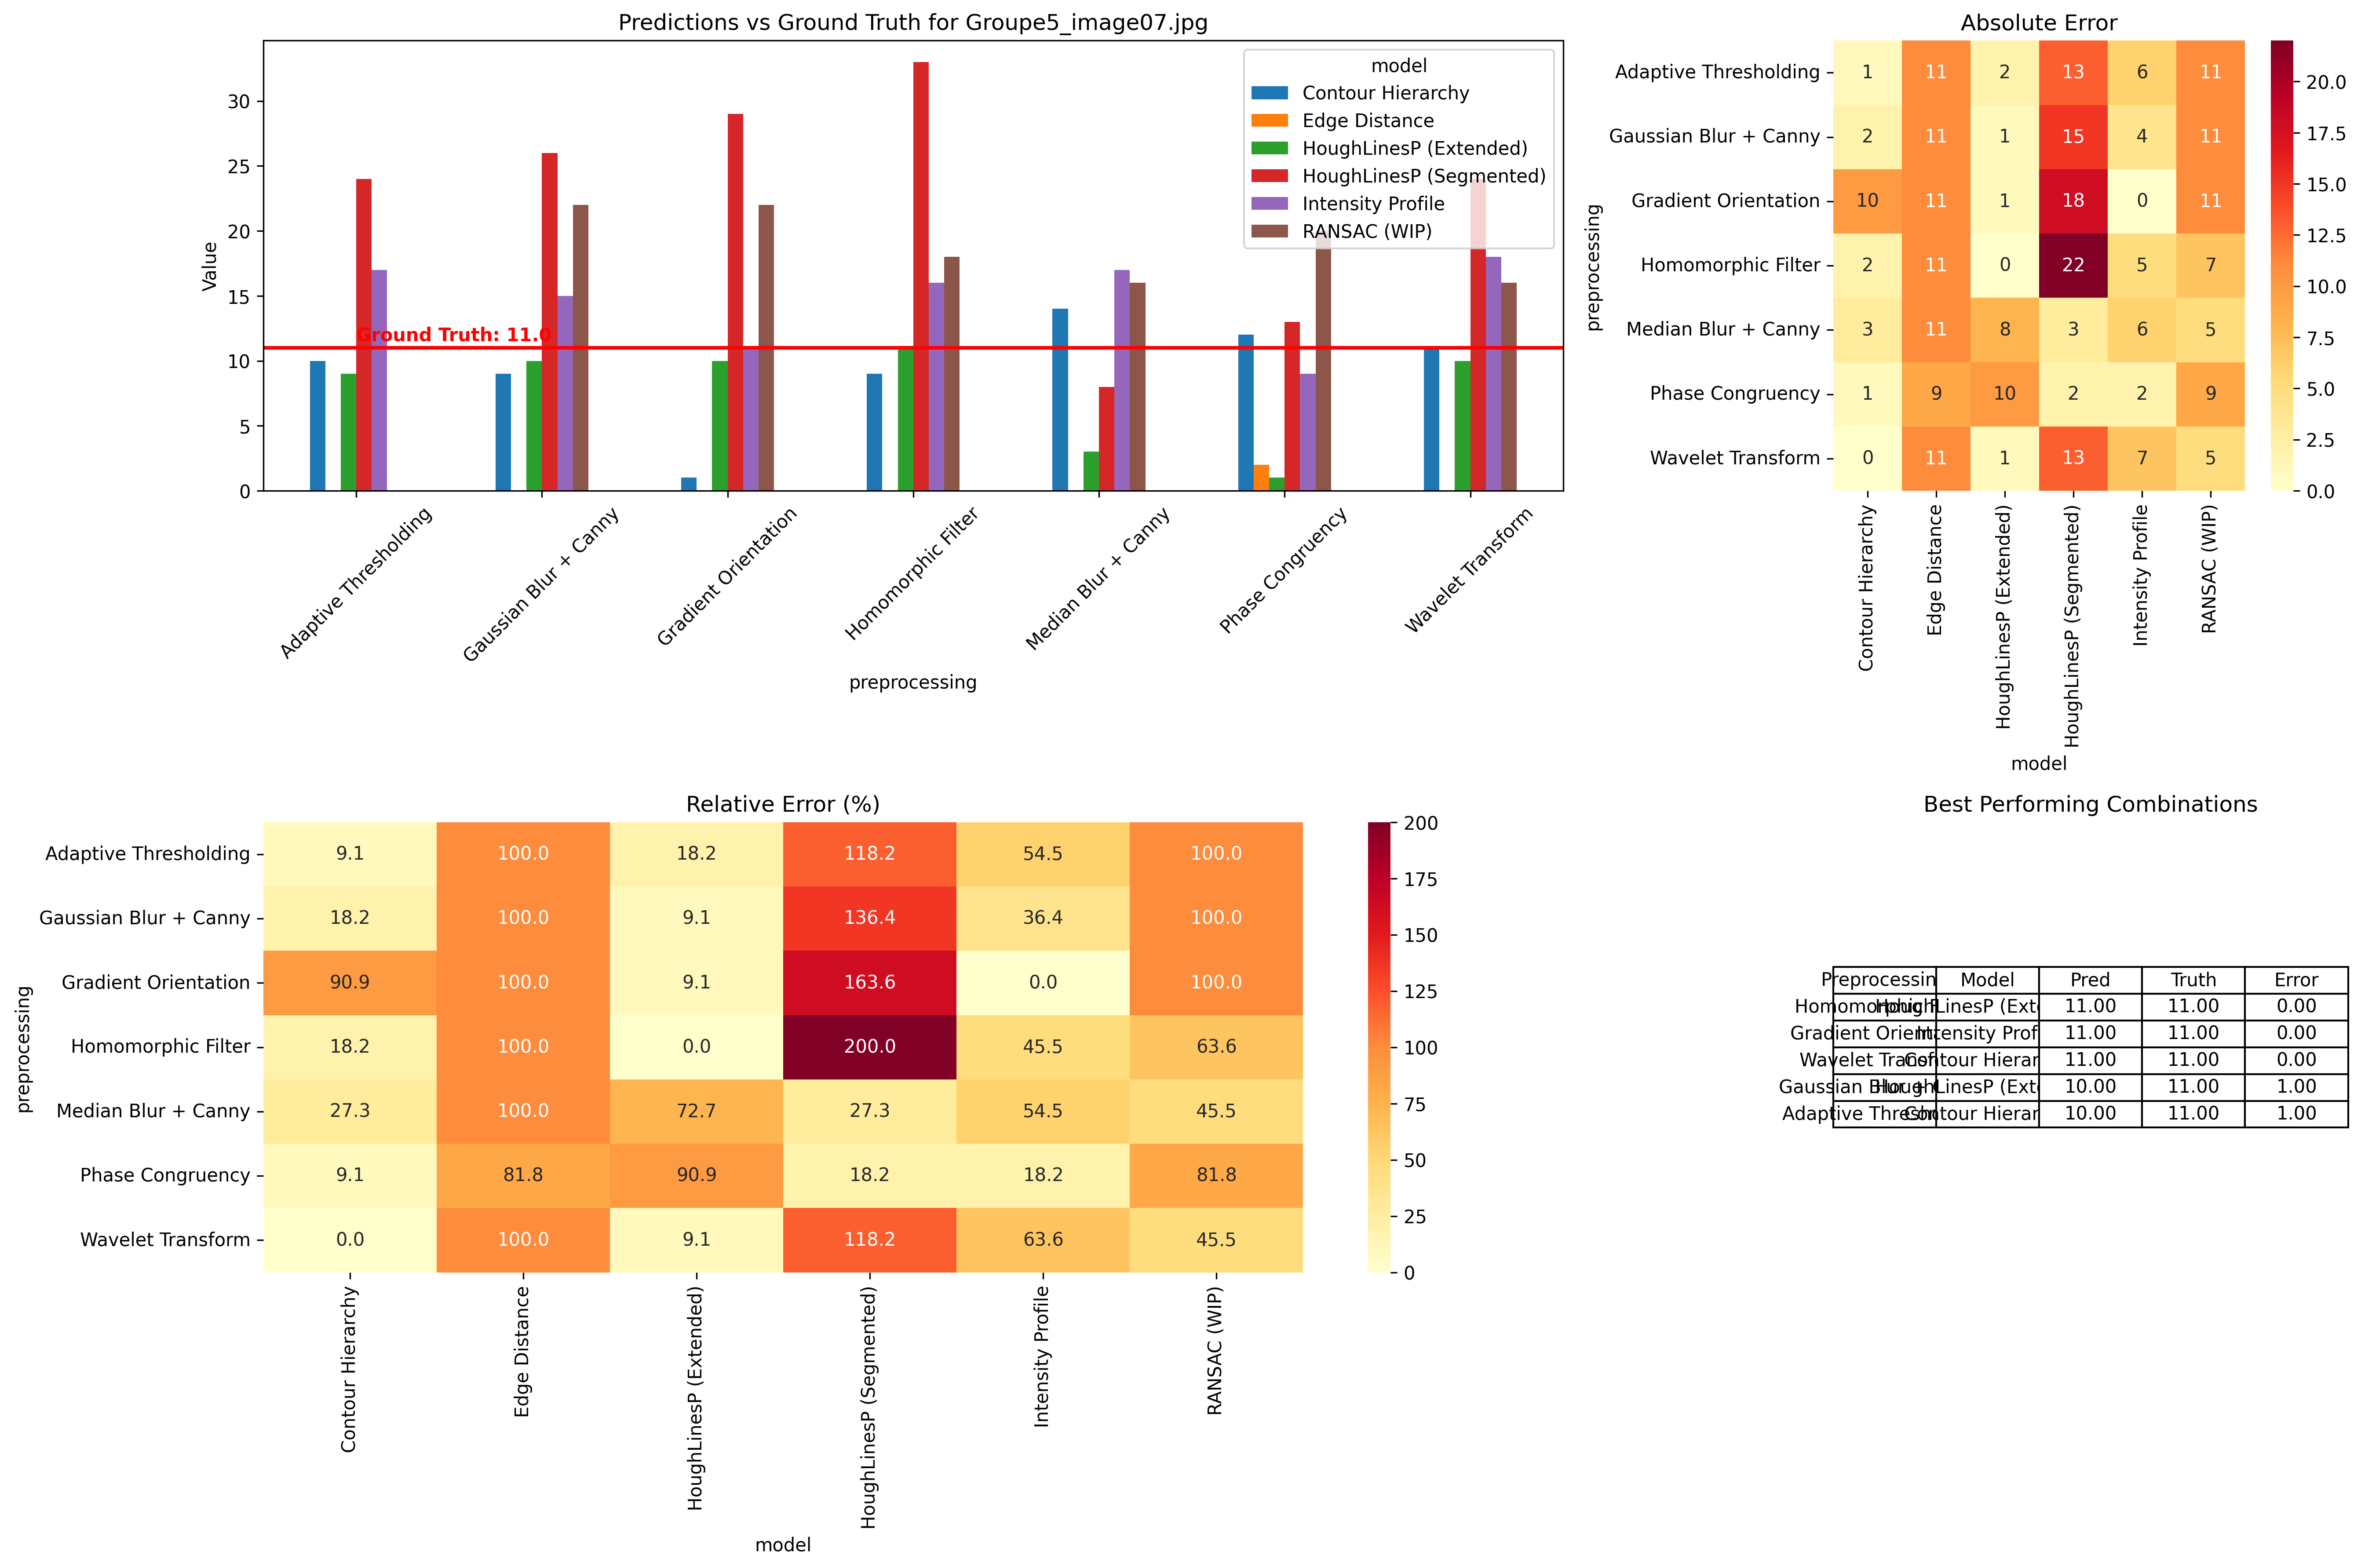 Predictions vs Ground Truth for Groupe5_image07.jpg
Value
30
25
20
15
10
5
0
Ground Truth: 11.0
model
Contour Hierarchy
Edge Distance
HoughLinesP (Extended)
HoughLinesP (Segmented)
Intensity Profile
RANSAC (WIP)
Adaptive Thresholding
Gaussian Blur + Canny
Gradient Orientation
Homomorphic Filter
Median Blur + Canny
Phase Congruency
Wavelet Transform
preprocessing
Absolute Error
preprocessing
Adaptive Thresholding 1 11 2 13 6 11
Gaussian Blur + Canny 2 11 1 15 4 11
Gradient Orientation 10 11 1 18 0 11
Homomorphic Filter 2 11 0 22 5 7
Median Blur + Canny 3 11 8 3 6 5
Phase Congruency 1 9 10 2 2 9
Wavelet Transform 0 11 1 13 7 5
Contour Hierarchy
Edge Distance
HoughLinesP (Extended)
HoughLinesP (Segmented)
Intensity Profile
RANSAC (WIP)
model
20.0
17.5
15.0
12.5
10.0
7.5
5.0
2.5
0.0
Relative Error (%)
preprocessing
Adaptive Thresholding 9.1 100.0 18.2 118.2 54.5 100.0
Gaussian Blur + Canny 18.2 100.0 9.1 136.4 36.4 100.0
Gradient Orientation 90.9 100.0 9.1 163.6 0.0 100.0
Homomorphic Filter 18.2 100.0 0.0 200.0 45.5 63.6
Median Blur + Canny 27.3 100.0 72.7 27.3 54.5 45.5
Phase Congruency 9.1 81.8 90.9 18.2 18.2 81.8
Wavelet Transform 0.0 100.0 9.1 118.2 63.6 45.5
Contour Hierarchy
Edge Distance
HoughLinesP (Extended)
HoughLinesP (Segmented)
Intensity Profile
RANSAC (WIP)
model
200
175
150
125
100
75
50
25
0
Best Performing Combinations
Preprocessin Model Pred Truth Error
LinesP (Ext 11.00 11.00 0.00
Gradient 11.00 11.00 0.00
Wavelet 11.00 11.00 0.00
Gaussian LinesP (Ext 10.00 11.00 1.00
Adaptive 10.00 11.00 1.00